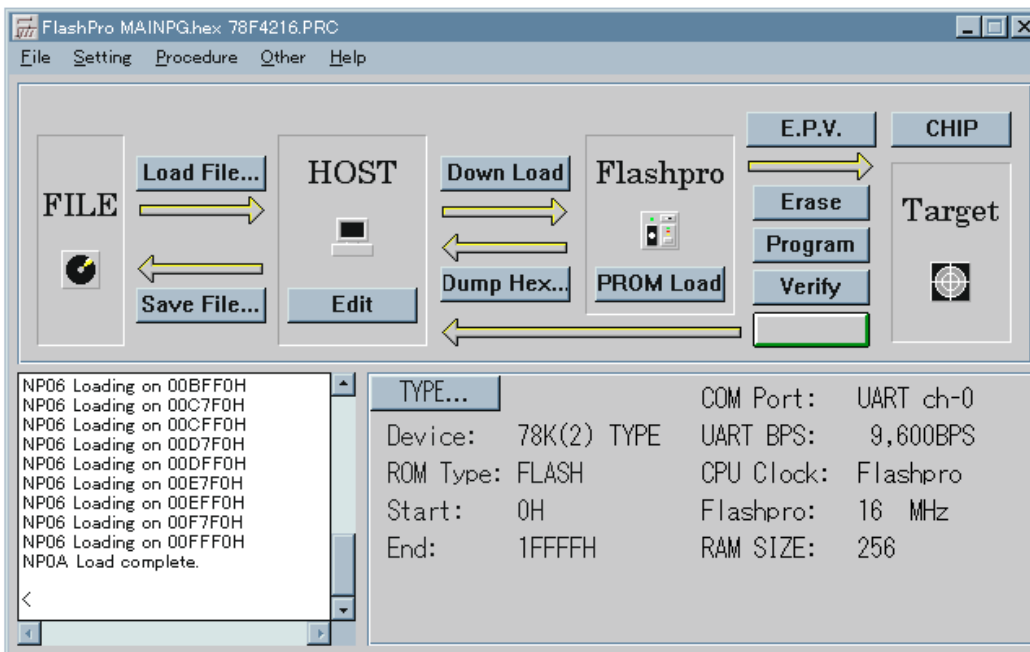 FlashPro MAINPG.hex 78F4216.PRC
File Setting Procedure Other Help
E.P.V.
CHIP
FILE
Load File...
HOST
Down Load
Flashpro
Erase
Target
Program
Save File...
Edit
Dump Hex...
PROM Load
Verify
NP06 Loading on 00BFF0H
NP06 Loading on 00C7F0H
NP06 Loading on 00CFF0H
NP06 Loading on 00D7F0H
NP06 Loading on 00DFF0H
NP06 Loading on 00E7F0H
NP06 Loading on 00EFF0H
NP06 Loading on 00F7F0H
NP06 Loading on 00FFF0H
NP0A Load complete.
<
TYPE...
Device: 78K(2) TYPE
ROM Type: FLASH
Start: 0H
End: 1FFFFH
COM Port: UART ch-0
UART BPS: 9,600BPS
CPU Clock: Flashpro
Flashpro: 16 MHz
RAM SIZE: 256